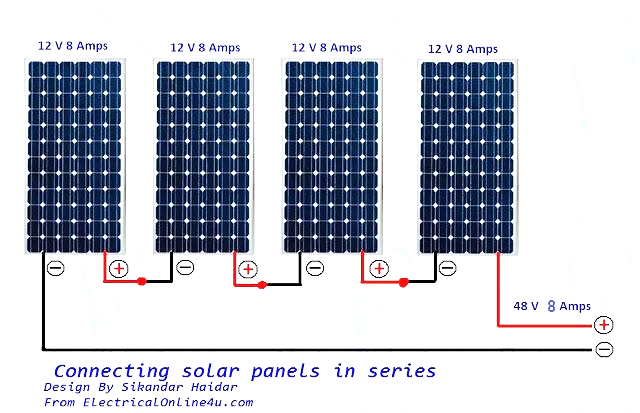 12 V 8 Amps
12 V 8 Amps
12 V 8 Amps
12 V 8 Amps
− + − + − + −
48 V 8 Amps
+
−
Connecting solar panels in series
Design By Sikandar Haidar
From ElectricalOnline4u.com